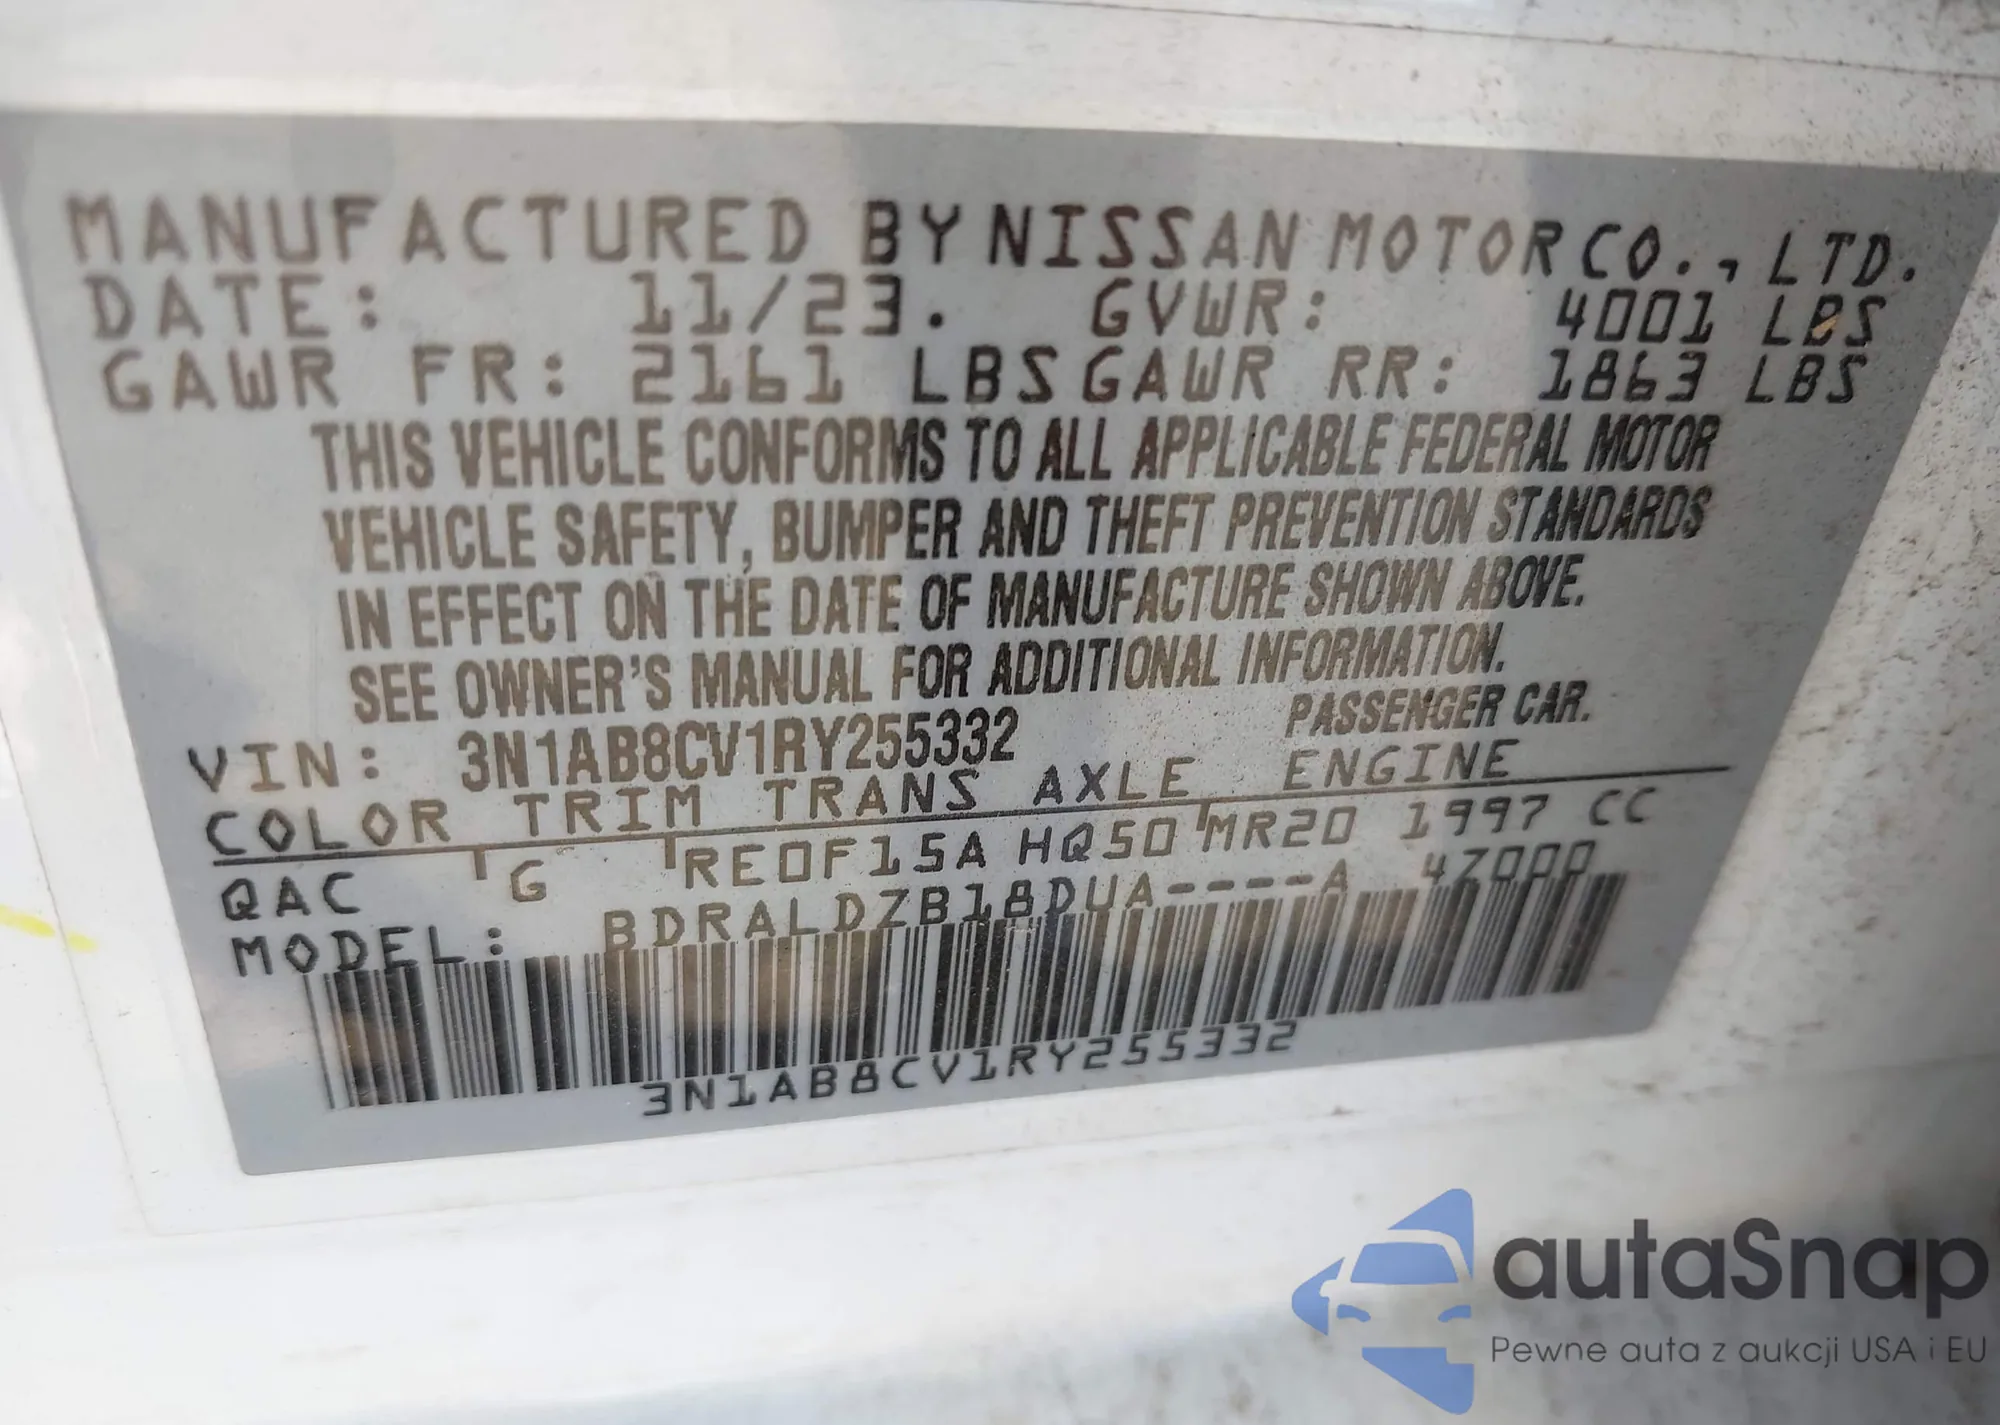 MANUFACTURED BY NISSAN MOTOR CO., LTD.
DATE: 11/23. GVWR: 4001 LBS
GAWR FR: 2161 LBS GAWR RR: 1863 LBS
THIS VEHICLE CONFORMS TO ALL APPLICABLE FEDERAL MOTOR
VEHICLE SAFETY, BUMPER AND THEFT PREVENTION STANDARDS
IN EFFECT ON THE DATE OF MANUFACTURE SHOWN ABOVE.
SEE OWNER'S MANUAL FOR ADDITIONAL INFORMATION.
VIN: 3N1AB8CV1RY255332 PASSENGER CAR.
COLOR TRIM TRANS AXLE ENGINE
QAC G RE0F15A HQ50 MR20 1997 CC
MODEL: BDRALDZB18DUA----A 4Z000
3N1AB8CV1RY255332
autaSnap
Pewne auta z aukcji USA i EU